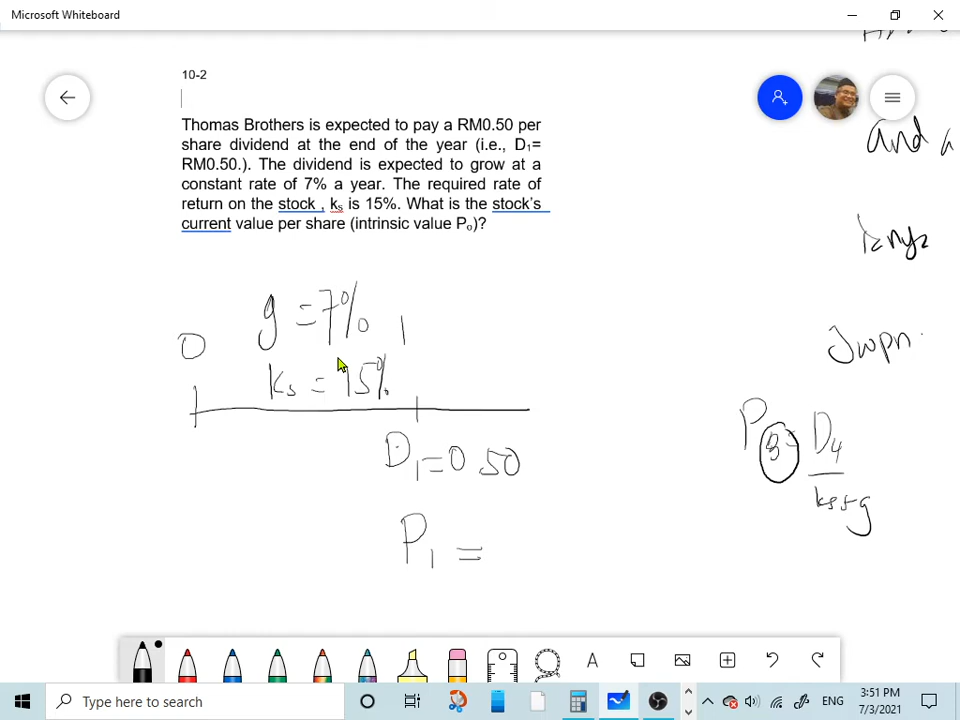 Microsoft Whiteboard
10-2
Thomas Brothers is expected to pay a RM0.50 per
share dividend at the end of the year (i.e., D₁=
RM0.50.). The dividend is expected to grow at a
constant rate of 7% a year. The required rate of
return on the stock , kₛ is 15%. What is the stock's
current value per share (intrinsic value Pₒ)?
and
g = 7%
0 1
ks = 15%
D₁ = 0.50
P₁ =
P₃ = D₄
ks - g
A
Type here to search
ENG
3:51 PM
7/3/2021